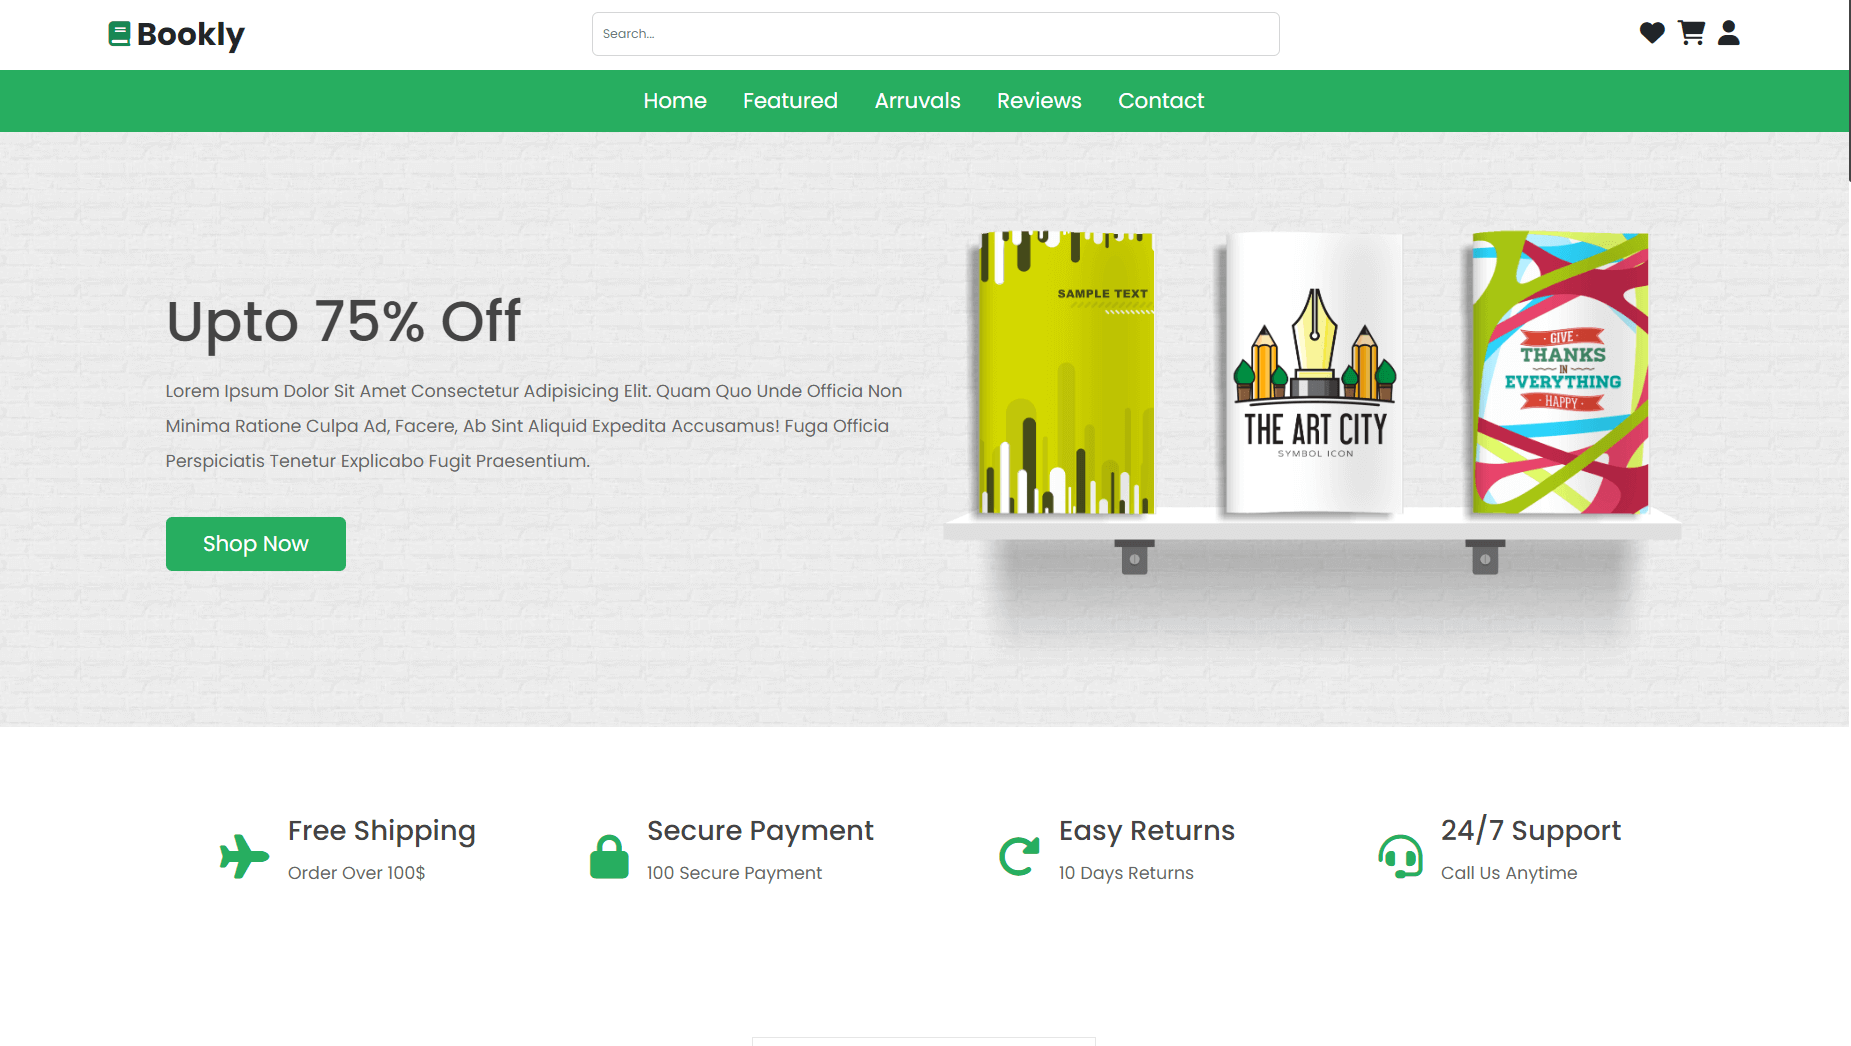 Bookly
Search...
Home Featured Arruvals Reviews Contact
Upto 75% Off
Lorem Ipsum Dolor Sit Amet Consectetur Adipisicing Elit. Quam Quo Unde Officia Non
Minima Ratione Culpa Ad, Facere, Ab Sint Aliquid Expedita Accusamus! Fuga Officia
Perspiciatis Tenetur Explicabo Fugit Praesentium.
Shop Now
SAMPLE TEXT
THE ART CITY
SYMBOL ICON
· GIVE ·
THANKS
IN
EVERYTHING
· HAPPY ·
Free Shipping
Order Over 100$
Secure Payment
100 Secure Payment
Easy Returns
10 Days Returns
24/7 Support
Call Us Anytime